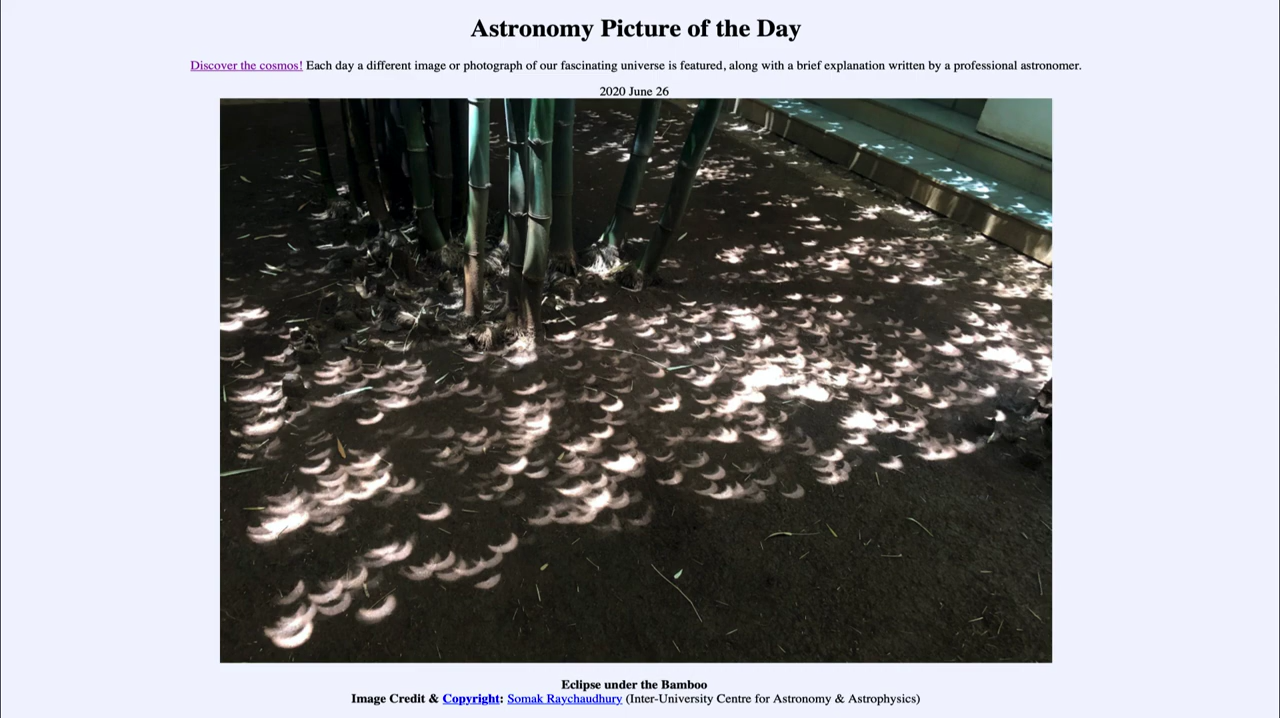 Astronomy Picture of the Day
Discover the cosmos! Each day a different image or photograph of our fascinating universe is featured, along with a brief explanation written by a professional astronomer.
2020 June 26
Eclipse under the Bamboo
Image Credit & Copyright: Somak Raychaudhury (Inter-University Centre for Astronomy & Astrophysics)